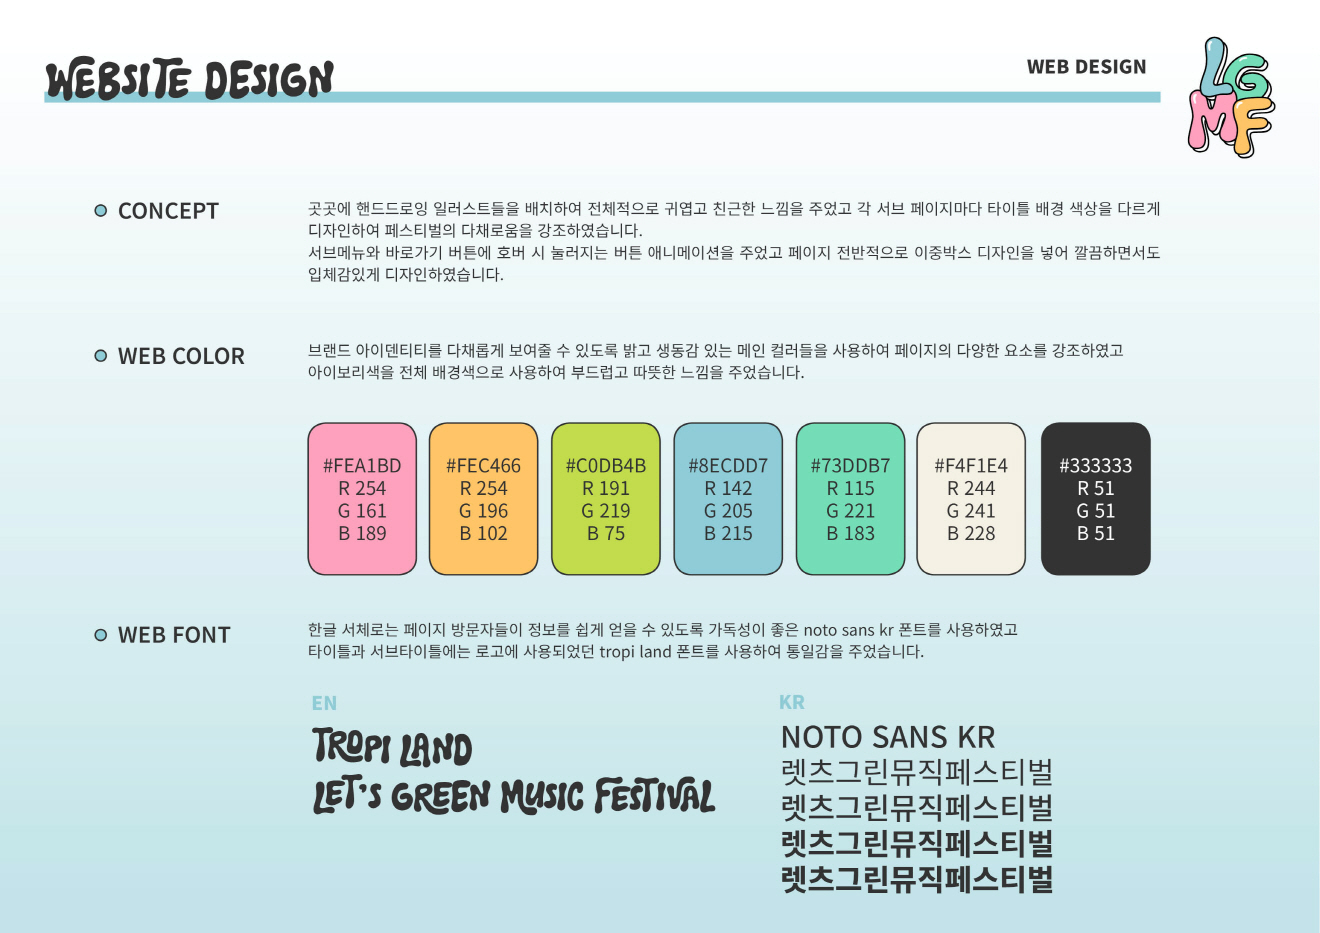 WEBSITE DESIGN
WEB DESIGN
LG
MF
CONCEPT
곳곳에 핸드드로잉 일러스트들을 배치하여 전체적으로 귀엽고 친근한 느낌을 주었고 각 서브 페이지마다 타이틀 배경 색상을 다르게
디자인하여 페스티벌의 다채로움을 강조하였습니다.
서브메뉴와 바로가기 버튼에 호버 시 눌러지는 버튼 애니메이션을 주었고 페이지 전반적으로 이중박스 디자인을 넣어 깔끔하면서도
입체감있게 디자인하였습니다.
WEB COLOR
브랜드 아이덴티티를 다채롭게 보여줄 수 있도록 밝고 생동감 있는 메인 컬러들을 사용하여 페이지의 다양한 요소를 강조하였고
아이보리색을 전체 배경색으로 사용하여 부드럽고 따뜻한 느낌을 주었습니다.
#FEA1BD
R 254
G 161
B 189
#FEC466
R 254
G 196
B 102
#C0DB4B
R 191
G 219
B 75
#8ECDD7
R 142
G 205
B 215
#73DDB7
R 115
G 221
B 183
#F4F1E4
R 244
G 241
B 228
#333333
R 51
G 51
B 51
WEB FONT
한글 서체로는 페이지 방문자들이 정보를 쉽게 얻을 수 있도록 가독성이 좋은 noto sans kr 폰트를 사용하였고
타이틀과 서브타이틀에는 로고에 사용되었던 tropi land 폰트를 사용하여 통일감을 주었습니다.
EN
TROPI LAND
LET'S GREEN MUSIC FESTIVAL
KR
NOTO SANS KR
렛츠그린뮤직페스티벌
렛츠그린뮤직페스티벌
렛츠그린뮤직페스티벌
렛츠그린뮤직페스티벌